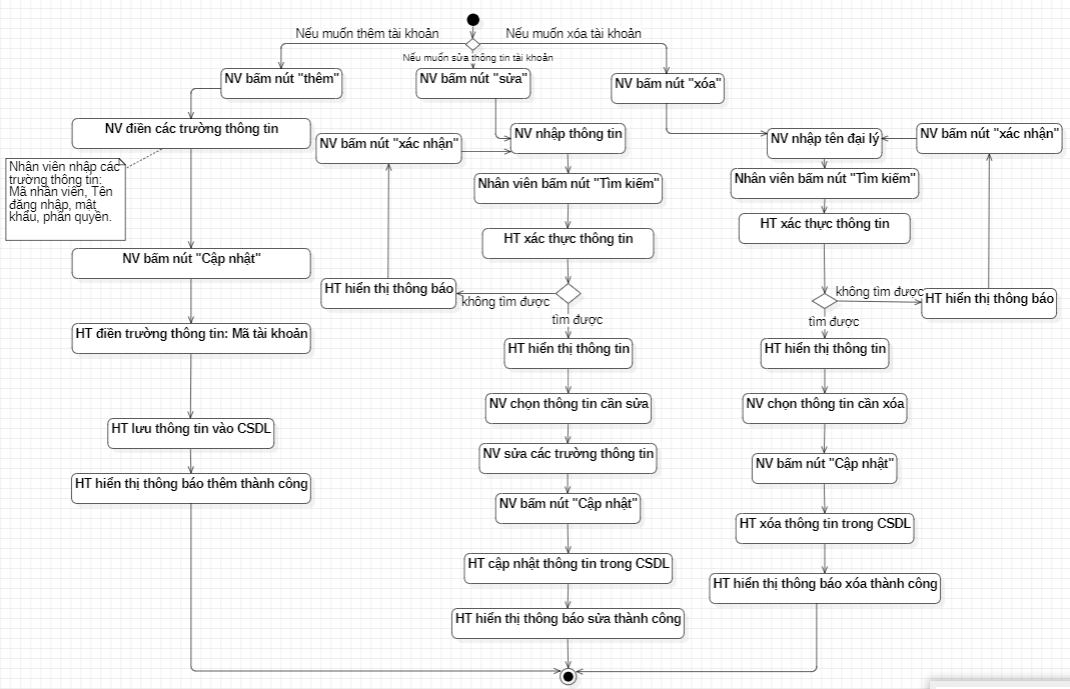 Nếu muốn thêm tài khoản
Nếu muốn xóa tài khoản
Nếu muốn sửa thông tin tài khoản
NV bấm nút "thêm"
NV điền các trường thông tin
Nhân viên nhập các
trường thông tin:
Mã nhân viên, Tên
đăng nhập, mật
khẩu, phân quyền.
NV bấm nút "Cập nhật"
HT điền trường thông tin: Mã tài khoản
HT lưu thông tin vào CSDL
HT hiển thị thông báo thêm thành công
NV bấm nút "sửa"
NV nhập thông tin
NV bấm nút "xác nhận"
Nhân viên bấm nút "Tìm kiếm"
HT xác thực thông tin
HT hiển thị thông báo
không tìm được
tìm được
HT hiển thị thông tin
NV chọn thông tin cần sửa
NV sửa các trường thông tin
NV bấm nút "Cập nhật"
HT cập nhật thông tin trong CSDL
HT hiển thị thông báo sửa thành công
NV bấm nút "xóa"
NV nhập tên đại lý
NV bấm nút "xác nhận"
Nhân viên bấm nút "Tìm kiếm"
HT xác thực thông tin
không tìm được
HT hiển thị thông báo
tìm được
HT hiển thị thông tin
NV chọn thông tin cần xóa
NV bấm nút "Cập nhật"
HT xóa thông tin trong CSDL
HT hiển thị thông báo xóa thành công